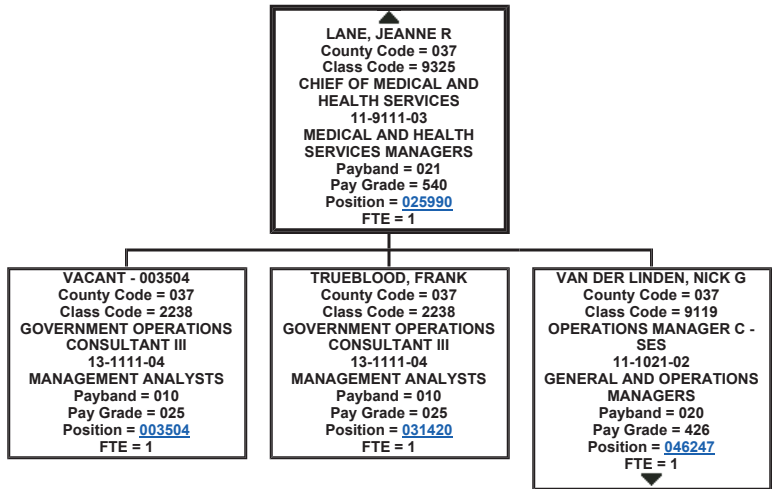 LANE, JEANNE R
County Code = 037
Class Code = 9325
CHIEF OF MEDICAL AND
HEALTH SERVICES
11-9111-03
MEDICAL AND HEALTH
SERVICES MANAGERS
Payband = 021
Pay Grade = 540
Position = 025990
FTE = 1
VACANT - 003504
County Code = 037
Class Code = 2238
GOVERNMENT OPERATIONS
CONSULTANT III
13-1111-04
MANAGEMENT ANALYSTS
Payband = 010
Pay Grade = 025
Position = 003504
FTE = 1
TRUEBLOOD, FRANK
County Code = 037
Class Code = 2238
GOVERNMENT OPERATIONS
CONSULTANT III
13-1111-04
MANAGEMENT ANALYSTS
Payband = 010
Pay Grade = 025
Position = 031420
FTE = 1
VAN DER LINDEN, NICK G
County Code = 037
Class Code = 9119
OPERATIONS MANAGER C -
SES
11-1021-02
GENERAL AND OPERATIONS
MANAGERS
Payband = 020
Pay Grade = 426
Position = 046247
FTE = 1